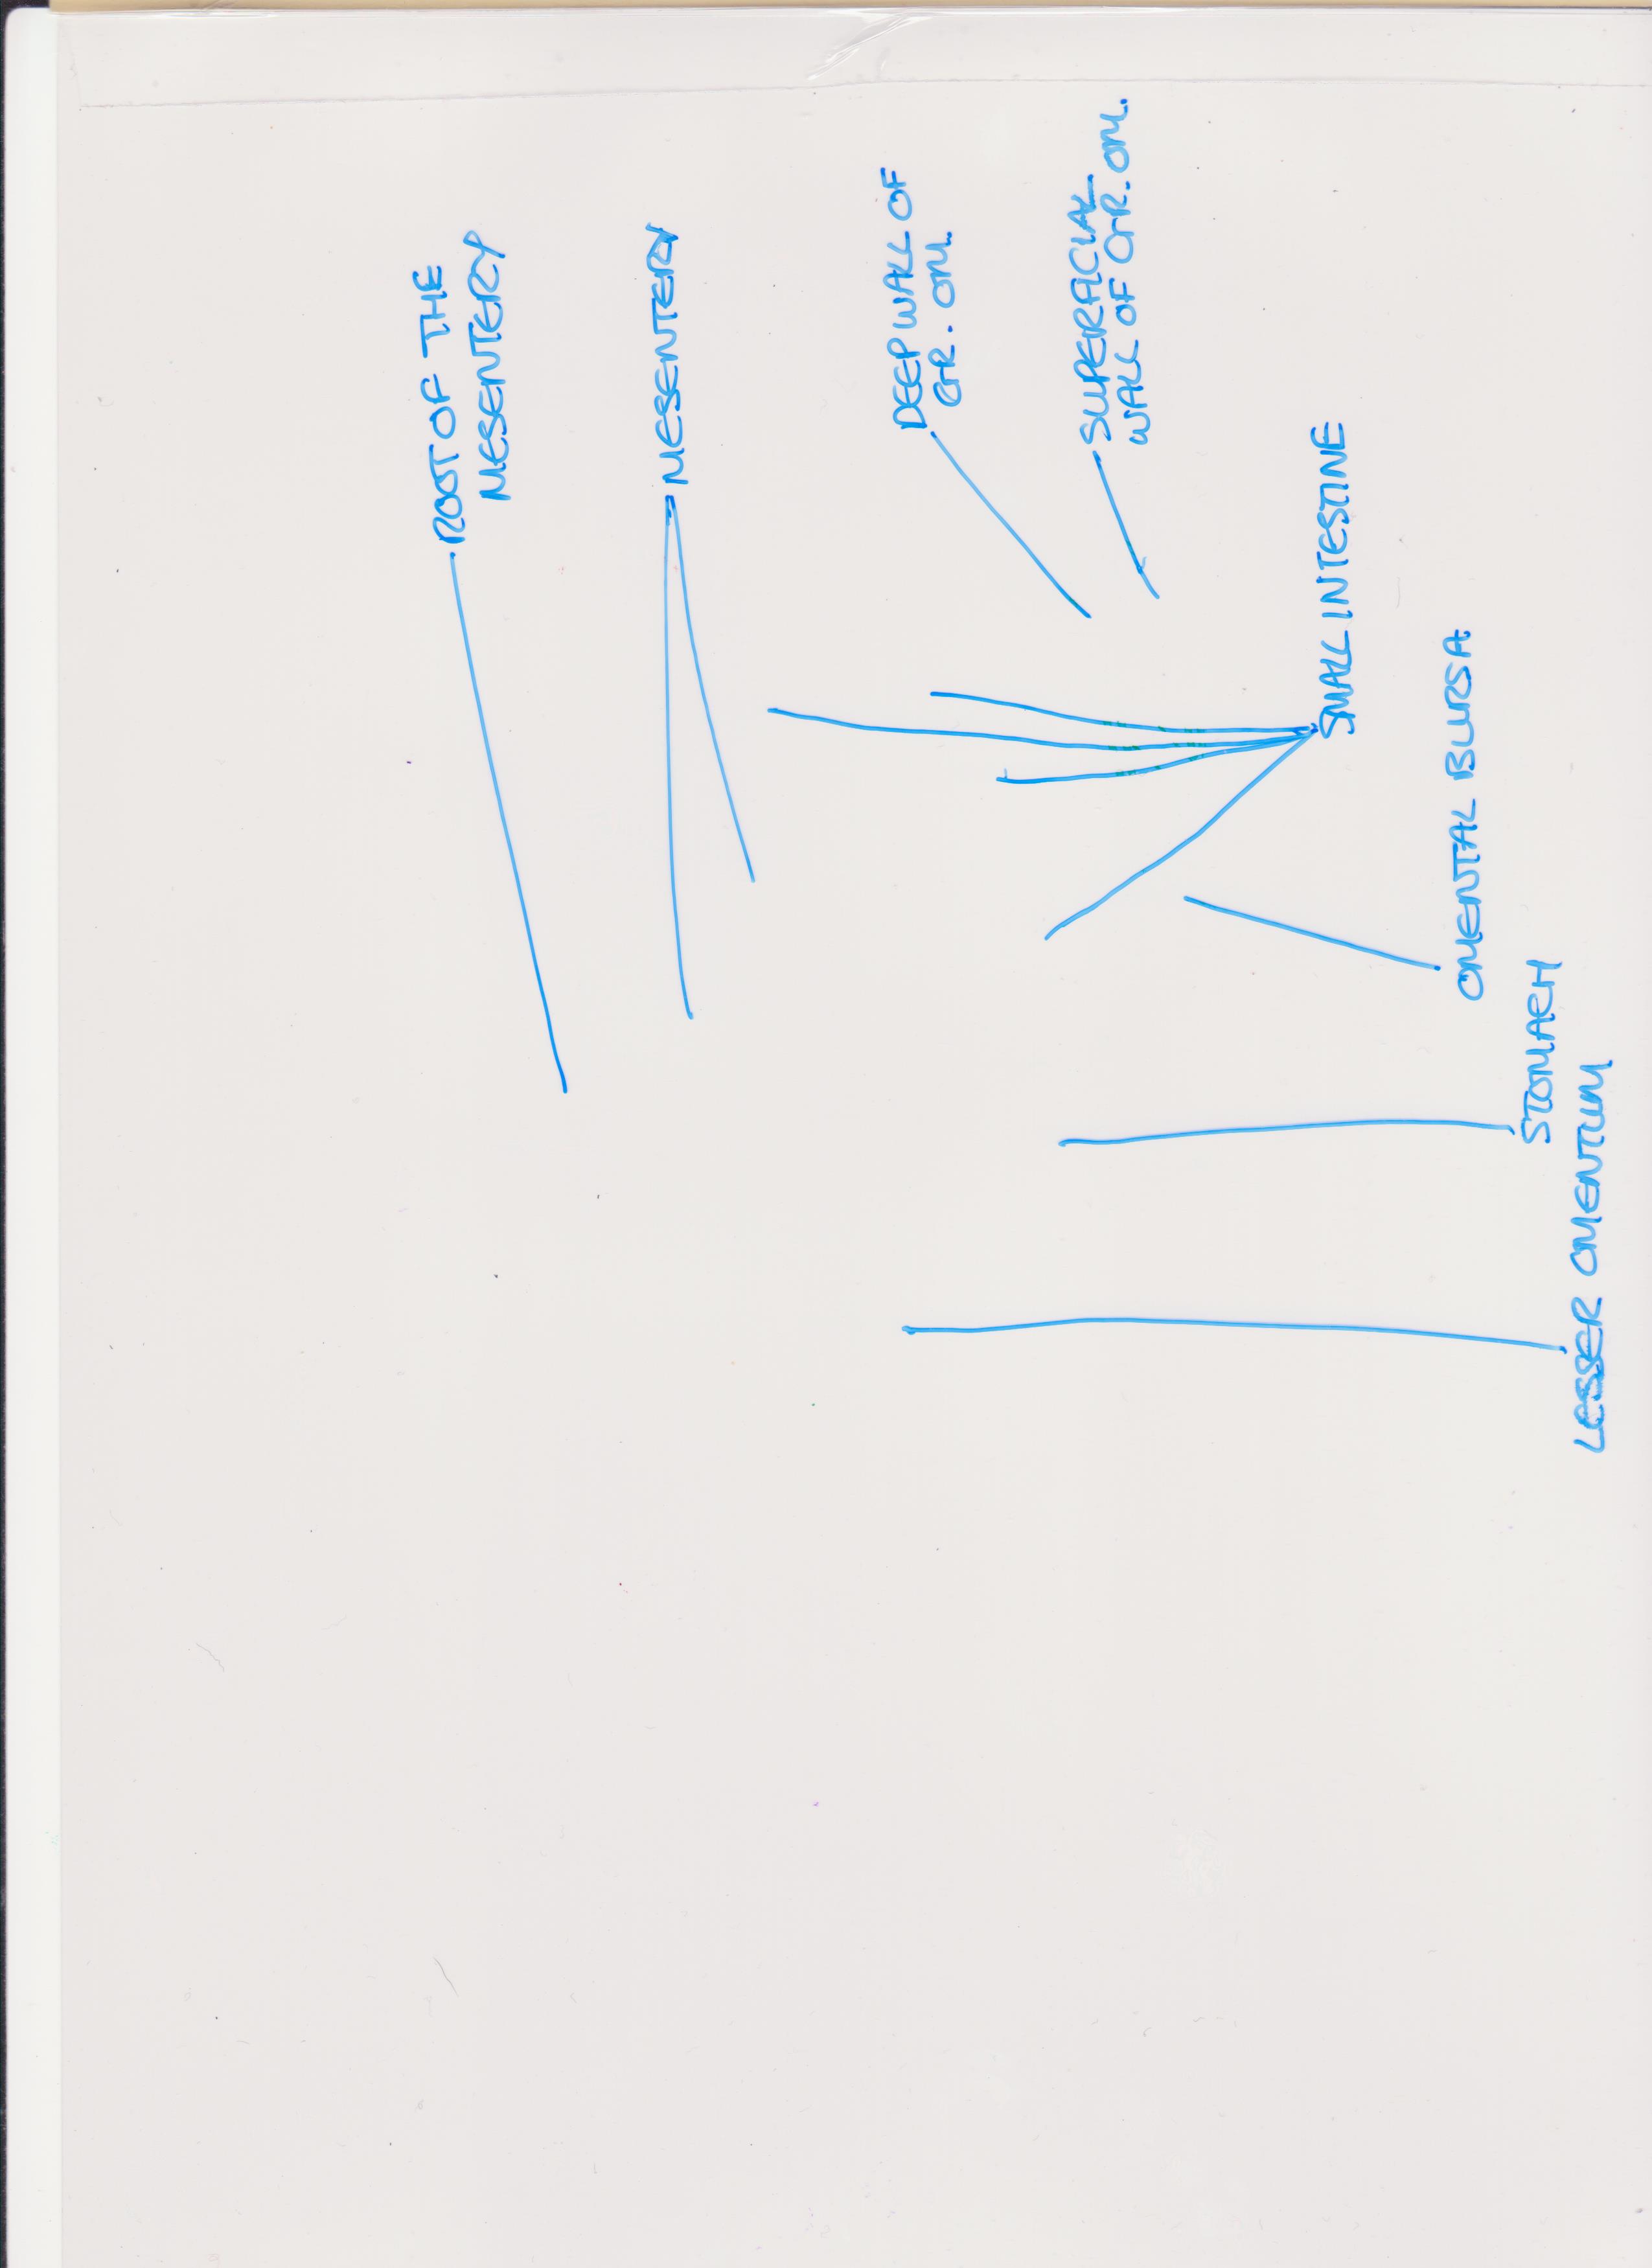 ROOT OF THE
MESENTERY
MESENTERY
DEEP WALL OF
GR. OM.
SUPERFICIAL
WALL OF GR. OM.
SMALL INTESTINE
OMENTAL BURSA
STOMACH
LESSER OMENTUM